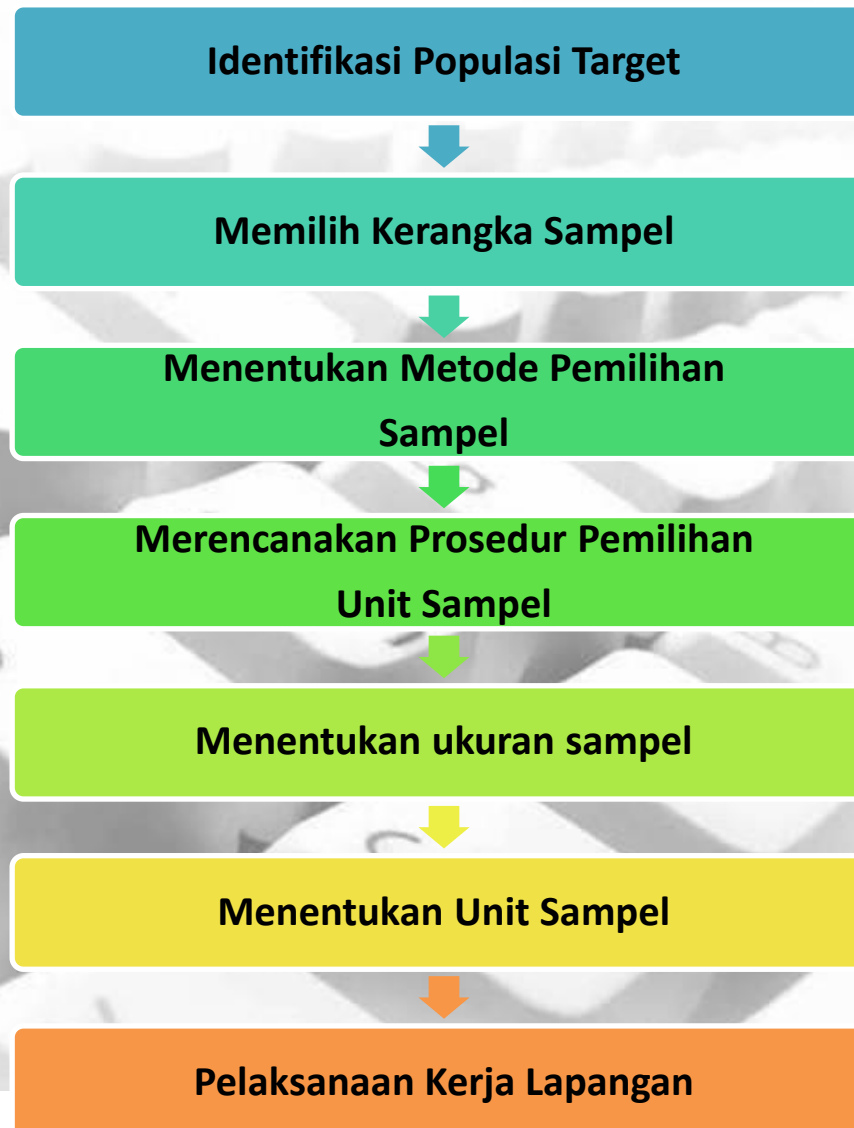 Identifikasi Populasi Target
Memilih Kerangka Sampel
Menentukan Metode Pemilihan
Sampel
Merencanakan Prosedur Pemilihan
Unit Sampel
Menentukan ukuran sampel
Menentukan Unit Sampel
Pelaksanaan Kerja Lapangan